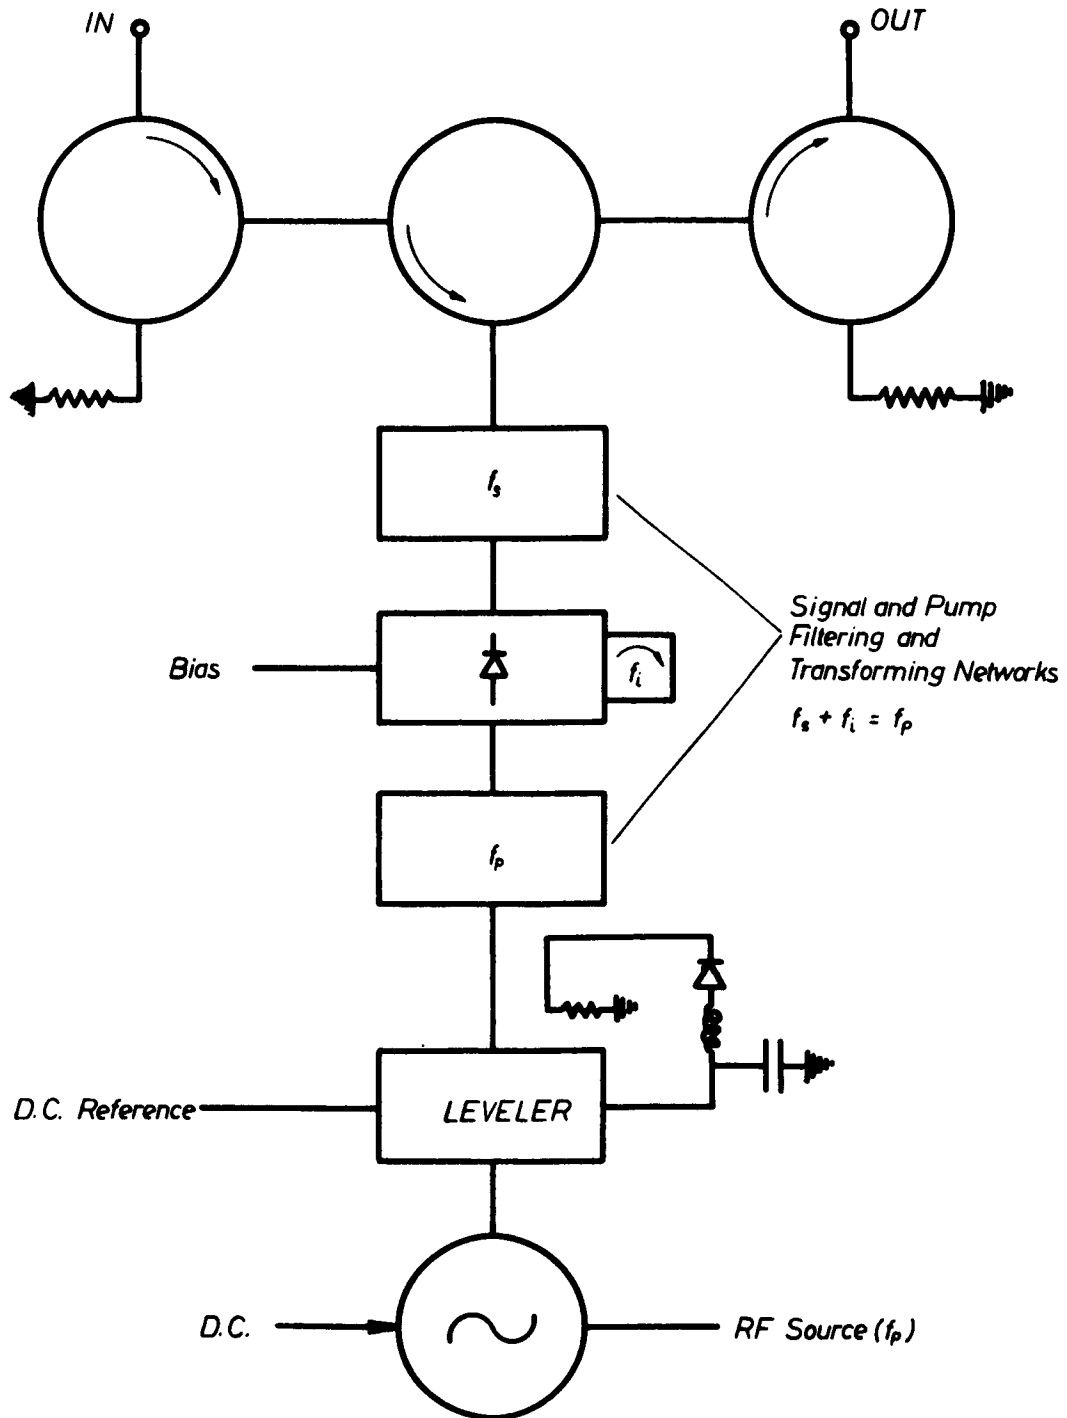 IN
OUT
fs
Signal and Pump
Filtering and
Transforming Networks
fs + fi = fp
Bias
fi
fp
D.C. Reference
LEVELER
D.C.
RF Source (fp)